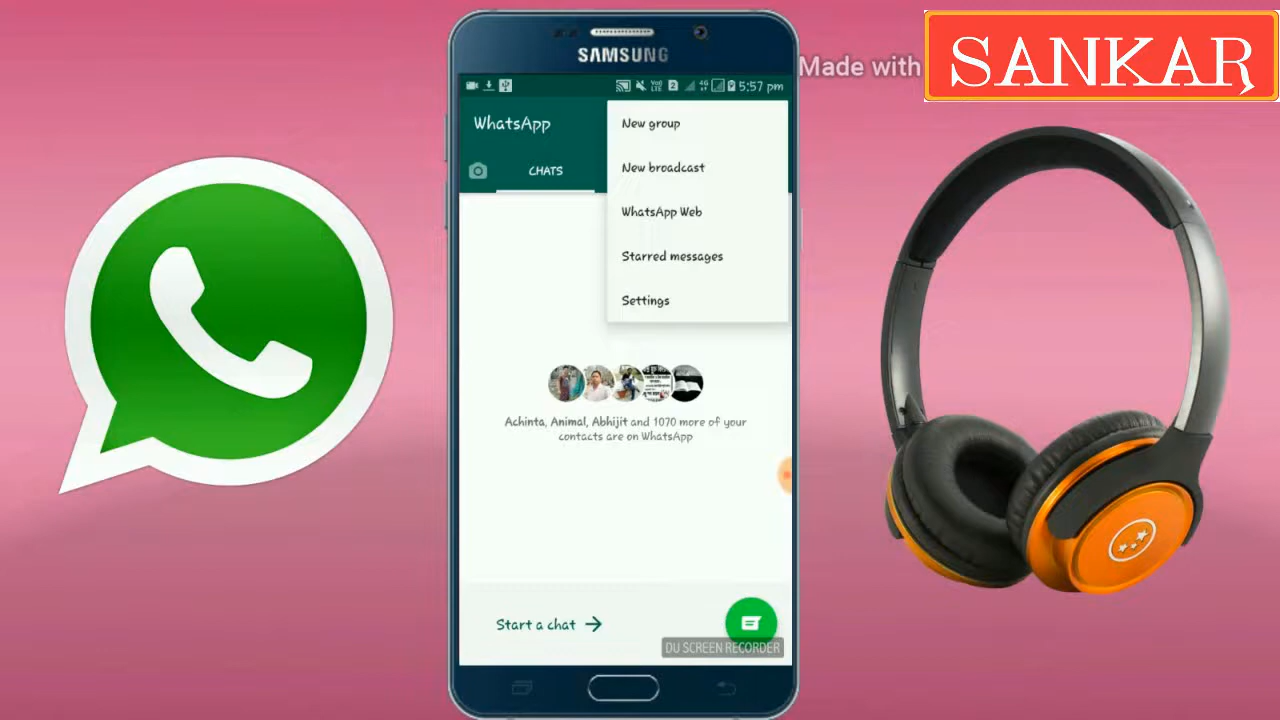 SAMSUNG
Made with
SANKAR
5:57 pm
WhatsApp
CHATS
New group
New broadcast
WhatsApp Web
Starred messages
Settings
Achinta, Animal, Abhijit and 1070 more of your
contacts are on WhatsApp
Start a chat
DU SCREEN RECORDER